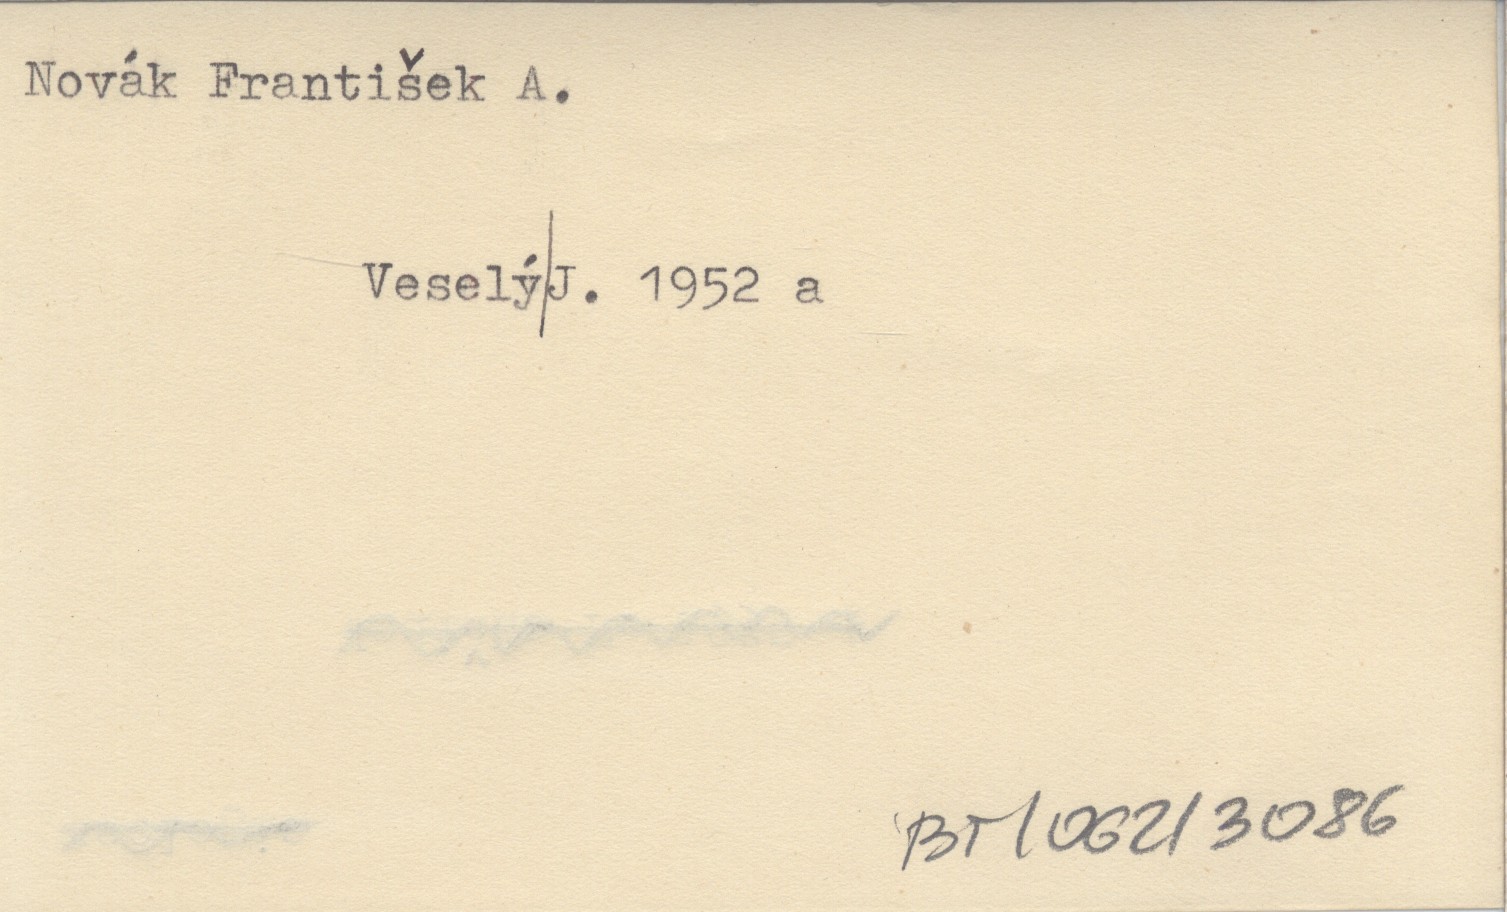 Novák František A.
Veselý J. 1952 a
BT/062/3086